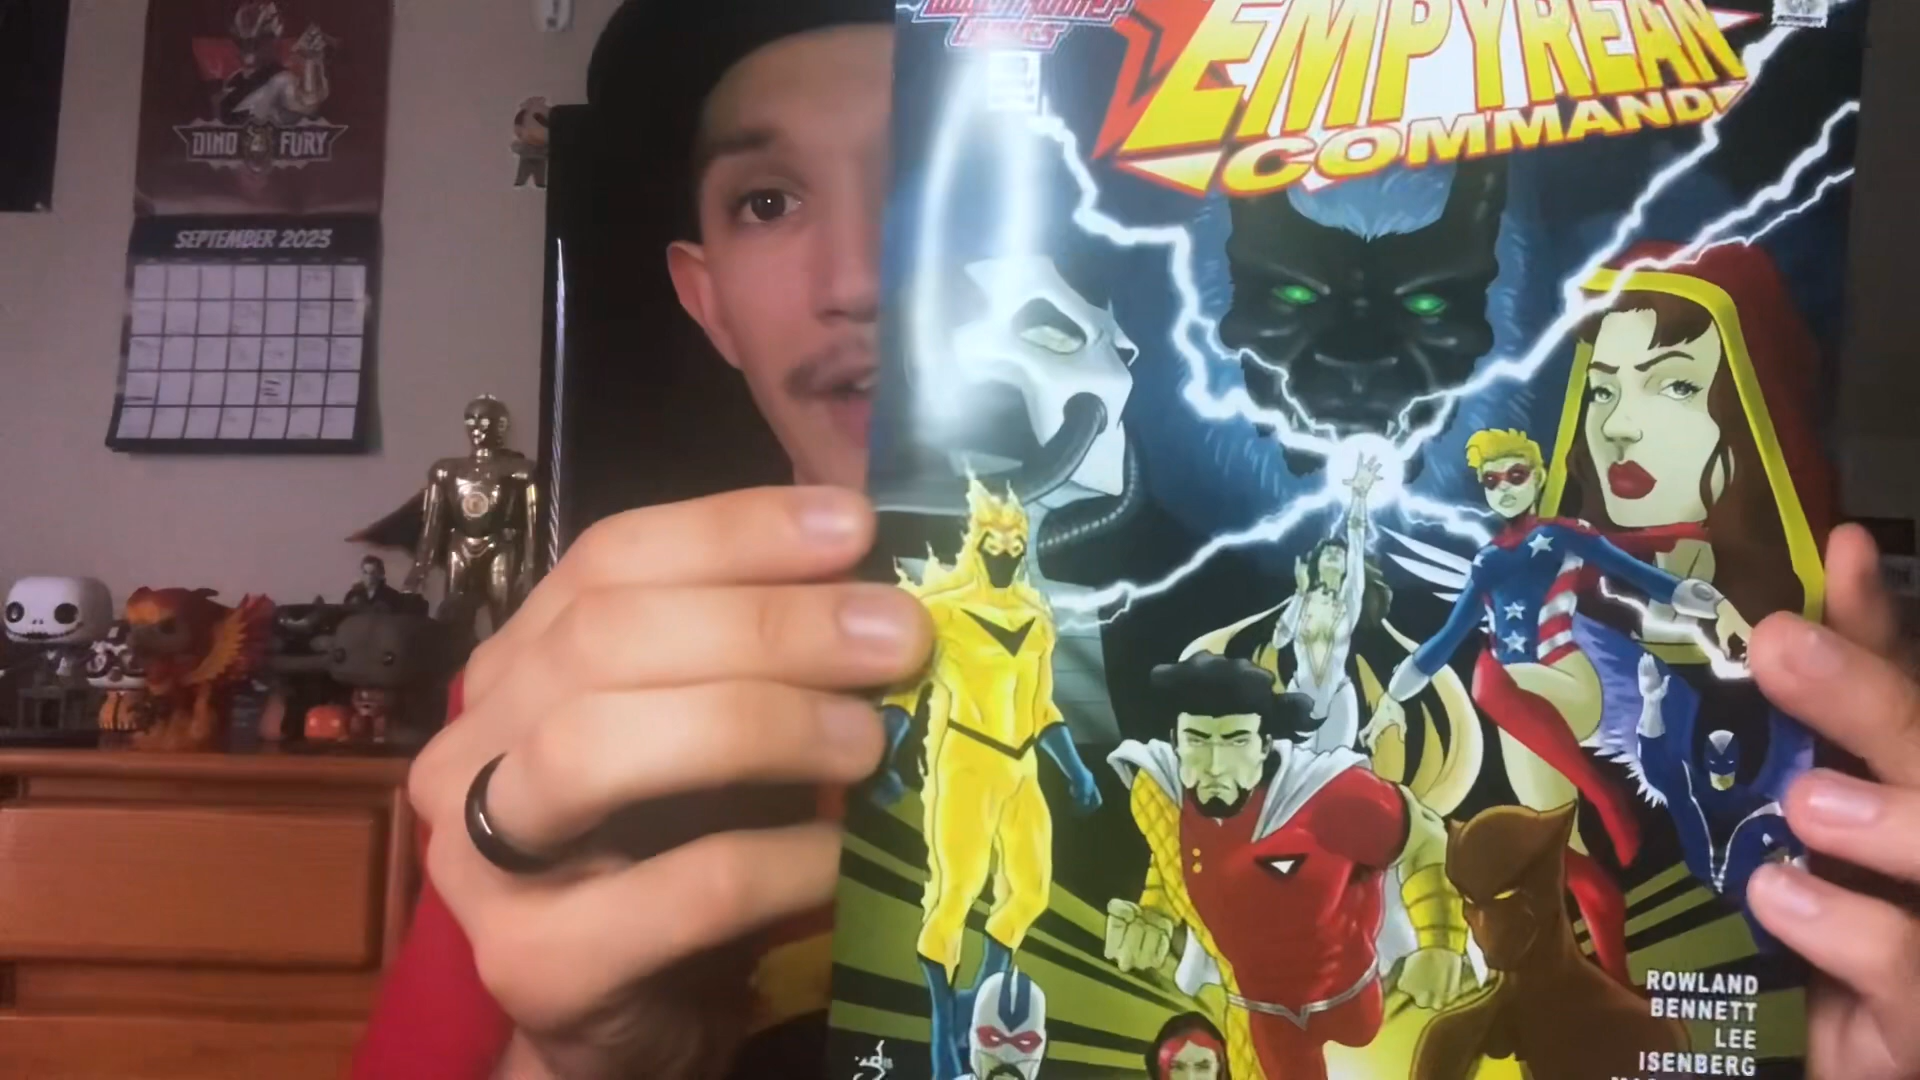 DINO FURY
SEPTEMBER 2023
EMPYREAN
COMMAND
ROWLAND
BENNETT
LEE
ISENBERG